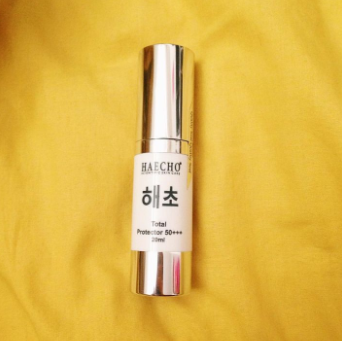 HAECHO
해초
Total
Protector 50+++
20ml